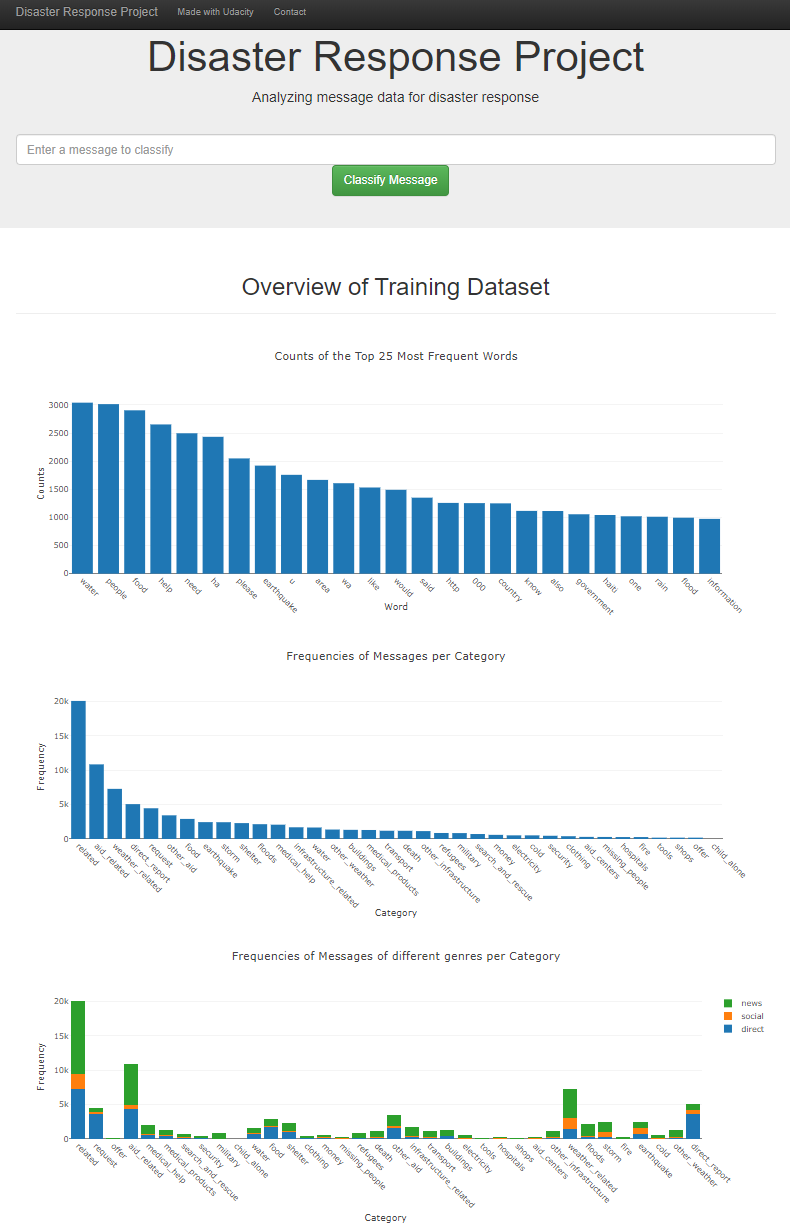 Disaster Response Project Made with Udacity Contact
Disaster Response Project
Analyzing message data for disaster response
Enter a message to classify
Classify Message
Overview of Training Dataset
Counts of the Top 25 Most Frequent Words
3000
2500
2000
1500
1000
500
0
Counts
water people food help need ha please earthquake u area wa like would said http 000 country know also government haiti one rain flood information
Word
Frequencies of Messages per Category
20k
15k
10k
5k
0
Frequency
related aid_related weather_related direct_report request other_aid food earthquake storm shelter floods medical_help infrastructure_related water other_weather buildings medical_products transport death other_infrastructure refugees military search_and_rescue money electricity cold security clothing aid_centers missing_people hospitals fire tools shops offer child_alone
Category
Frequencies of Messages of different genres per Category
20k
15k
10k
5k
0
Frequency
news
social
direct
related request offer aid_related medical_help medical_products search_and_rescue security military child_alone water food shelter clothing money missing_people refugees death other_aid infrastructure_related transport buildings electricity tools hospitals shops aid_centers other_infrastructure weather_related floods storm fire earthquake cold other_weather direct_report
Category